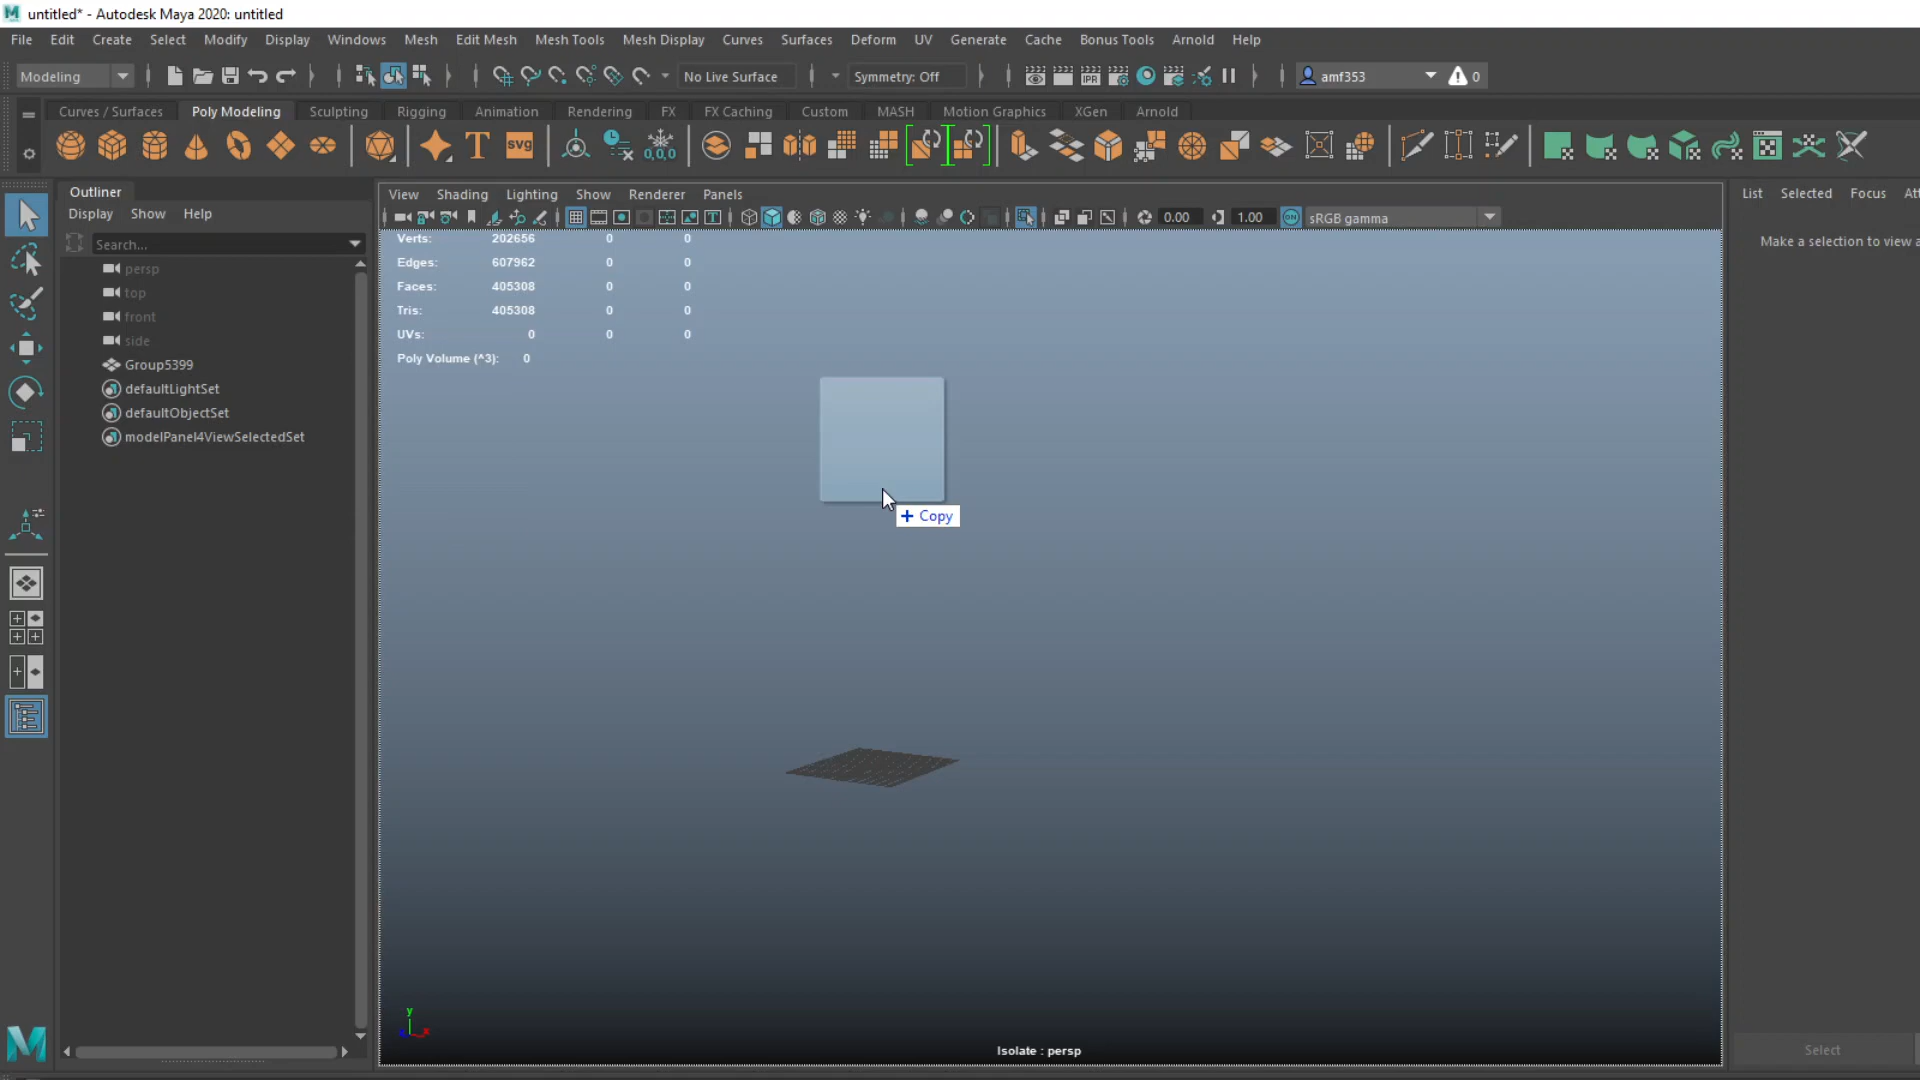 untitled* - Autodesk Maya 2020: untitled
File Edit Create Select Modify Display Windows Mesh Edit Mesh Mesh Tools Mesh Display Curves Surfaces Deform UV Generate Cache Bonus Tools Arnold Help
Modeling No Live Surface Symmetry: Off IPR amf353 0
Curves / Surfaces Poly Modeling Sculpting Rigging Animation Rendering FX FX Caching Custom MASH Motion Graphics XGen Arnold
T SVG 0,0,0
Outliner
Display Show Help
Search...
persp
top
front
side
Group5399
defaultLightSet
defaultObjectSet
modelPanel4ViewSelectedSet
View Shading Lighting Show Renderer Panels
0.00 1.00 ON sRGB gamma
Verts: 202656 0 0
Edges: 607962 0 0
Faces: 405308 0 0
Tris: 405308 0 0
UVs: 0 0 0
Poly Volume (^3): 0
+ Copy
y
x
Isolate : persp
List Selected Focus Att
Make a selection to view a
Select